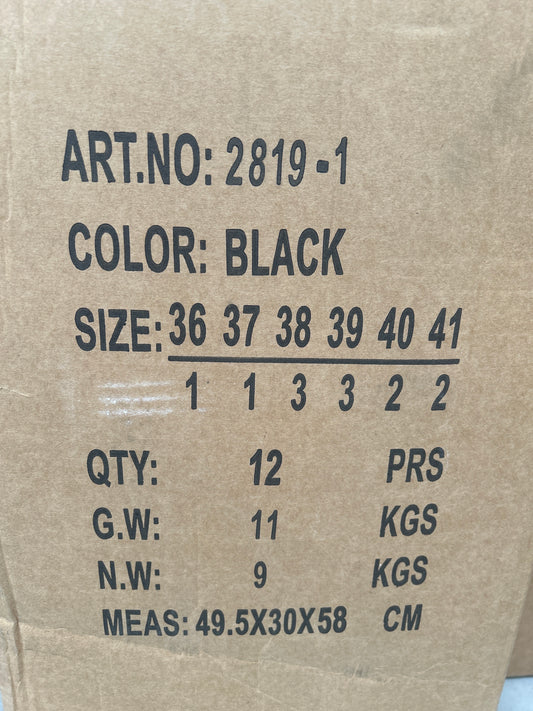 ART.NO: 2819-1
COLOR: BLACK
SIZE: 36 37 38 39 40 41
1 1 3 3 2 2
QTY: 12 PRS
G.W: 11 KGS
N.W: 9 KGS
MEAS: 49.5X30X58 CM